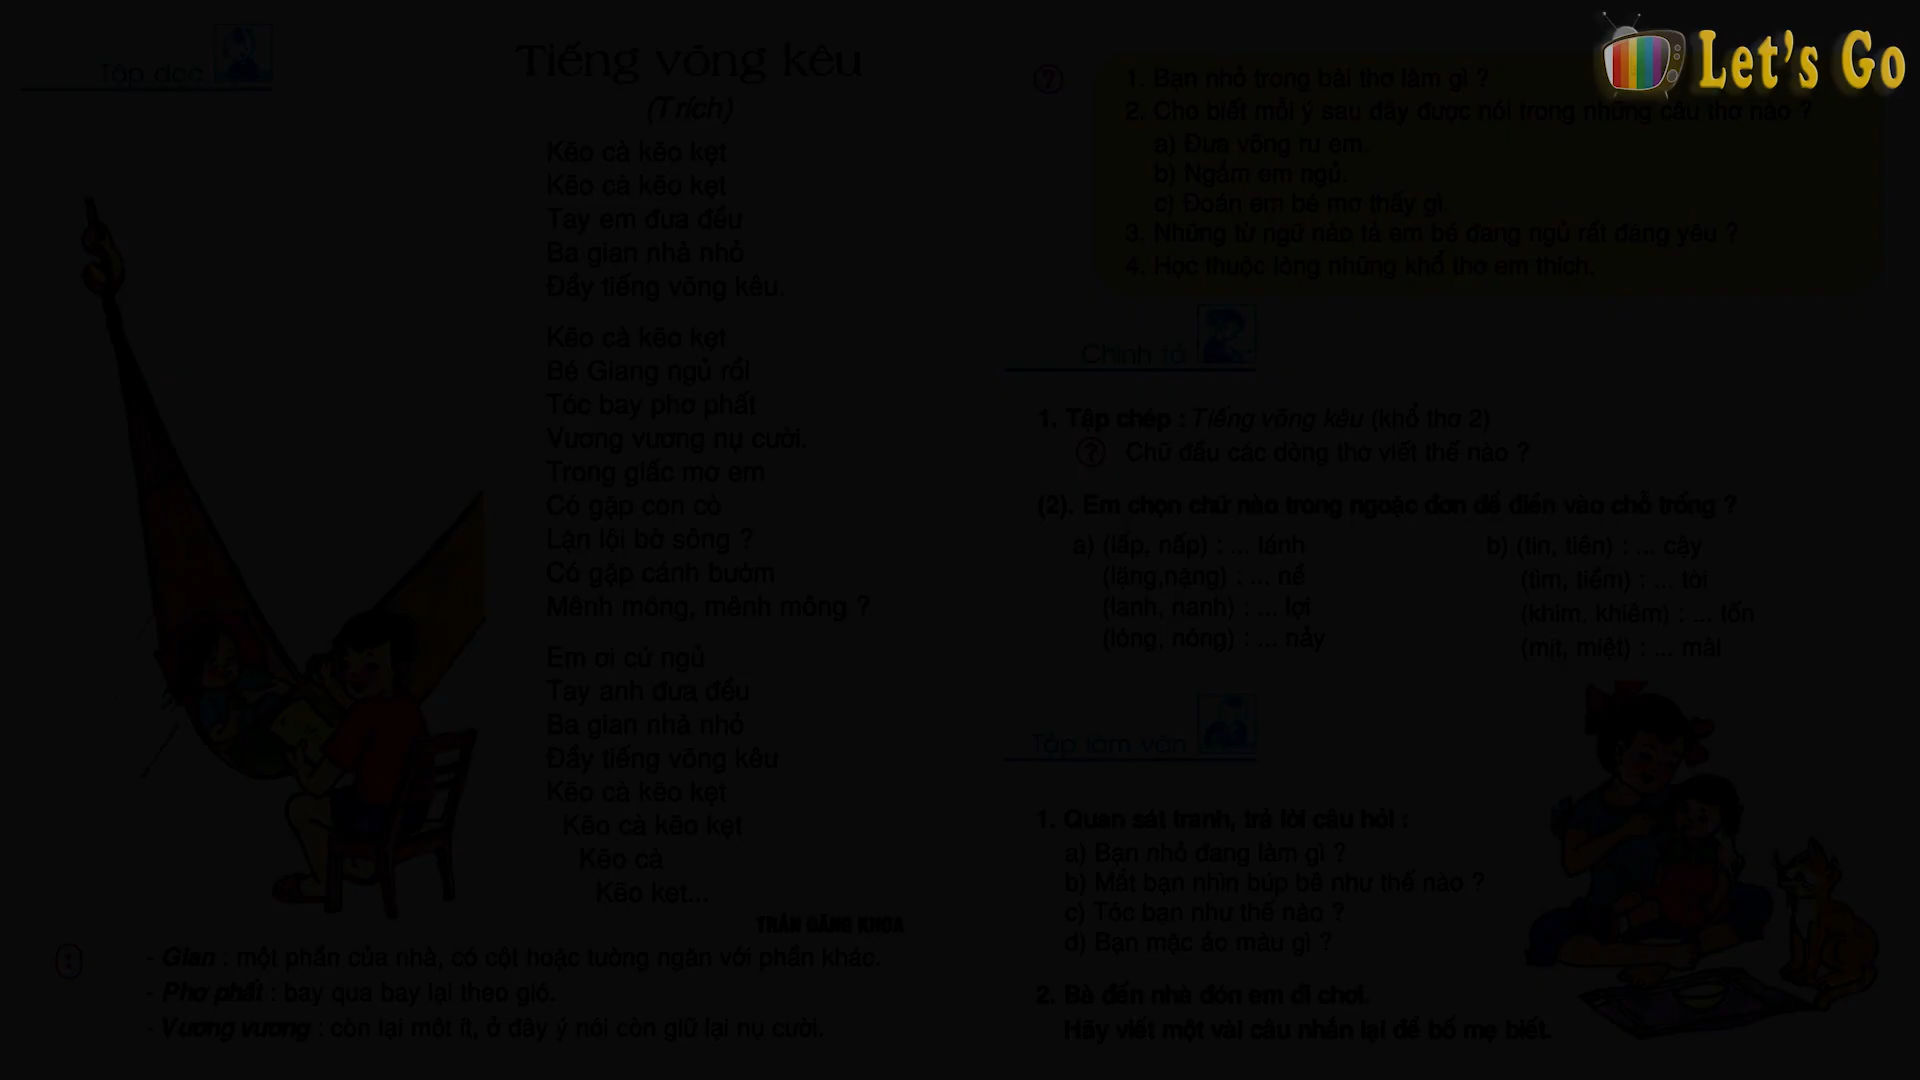 Let's Go
Tập đọc
Tiếng võng kêu
(Trích)
Kẽo cà kẽo kẹt
Kẽo cà kẽo kẹt
Tay em đưa đều
Ba gian nhà nhỏ
Đầy tiếng võng kêu.
Kẽo cà kẽo kẹt
Bé Giang ngủ rồi
Tóc bay phơ phất
Vương vương nụ cười.
Trong giấc mơ em
Có gặp con cò
Lặn lội bờ sông ?
Có gặp cánh bướm
Mênh mông, mênh mông ?
Em ơi cứ ngủ
Tay anh đưa đều
Ba gian nhà nhỏ
Đầy tiếng võng kêu
Kẽo cà kẽo kẹt
Kẽo cà kẽo kẹt
Kẽo cà
Kẽo kẹt...
TRẦN ĐĂNG KHOA
- Gian : một phần của nhà, có cột hoặc tường ngăn với phần khác.
- Phơ phất : bay qua bay lại theo gió.
- Vương vương : còn lại một ít, ở đây ý nói còn giữ lại nụ cười.
1. Bạn nhỏ trong bài thơ làm gì ?
2. Cho biết mỗi ý sau đây được nói trong những câu thơ nào ?
a) Đưa võng ru em.
b) Ngắm em ngủ.
c) Đoán em bé mơ thấy gì.
3. Những từ ngữ nào tả em bé đang ngủ rất đáng yêu ?
4. Học thuộc lòng những khổ thơ em thích.
Chính tả
1. Tập chép : Tiếng võng kêu (khổ thơ 2)
? Chữ đầu các dòng thơ viết thế nào ?
(2). Em chọn chữ nào trong ngoặc đơn để điền vào chỗ trống ?
a) (lấp, nấp) : ... lánh
(lặng,nặng) : ... nề
(lanh, nanh) : ... lợi
(lóng, nóng) : ... nảy
b) (tin, tiên) : ... cậy
(tìm, tiềm) : ... tòi
(khim, khiêm) : ... tốn
(mịt, miệt) : ... mài
Tập làm văn
1. Quan sát tranh, trả lời câu hỏi :
a) Bạn nhỏ đang làm gì ?
b) Mắt bạn nhìn búp bê như thế nào ?
c) Tóc bạn như thế nào ?
d) Bạn mặc áo màu gì ?
2. Bà đến nhà đón em đi chơi.
Hãy viết một vài câu nhắn lại để bố mẹ biết.